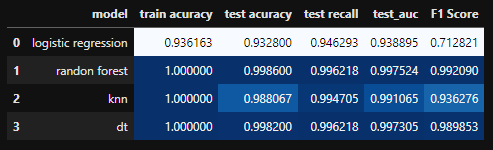 model train acuracy test acuracy test recall test_auc F1 Score
0 logistic regression 0.936163 0.932800 0.946293 0.938895 0.712821
1 randon forest 1.000000 0.998600 0.996218 0.997524 0.992090
2 knn 1.000000 0.988067 0.994705 0.991065 0.936276
3 dt 1.000000 0.998200 0.996218 0.997305 0.989853